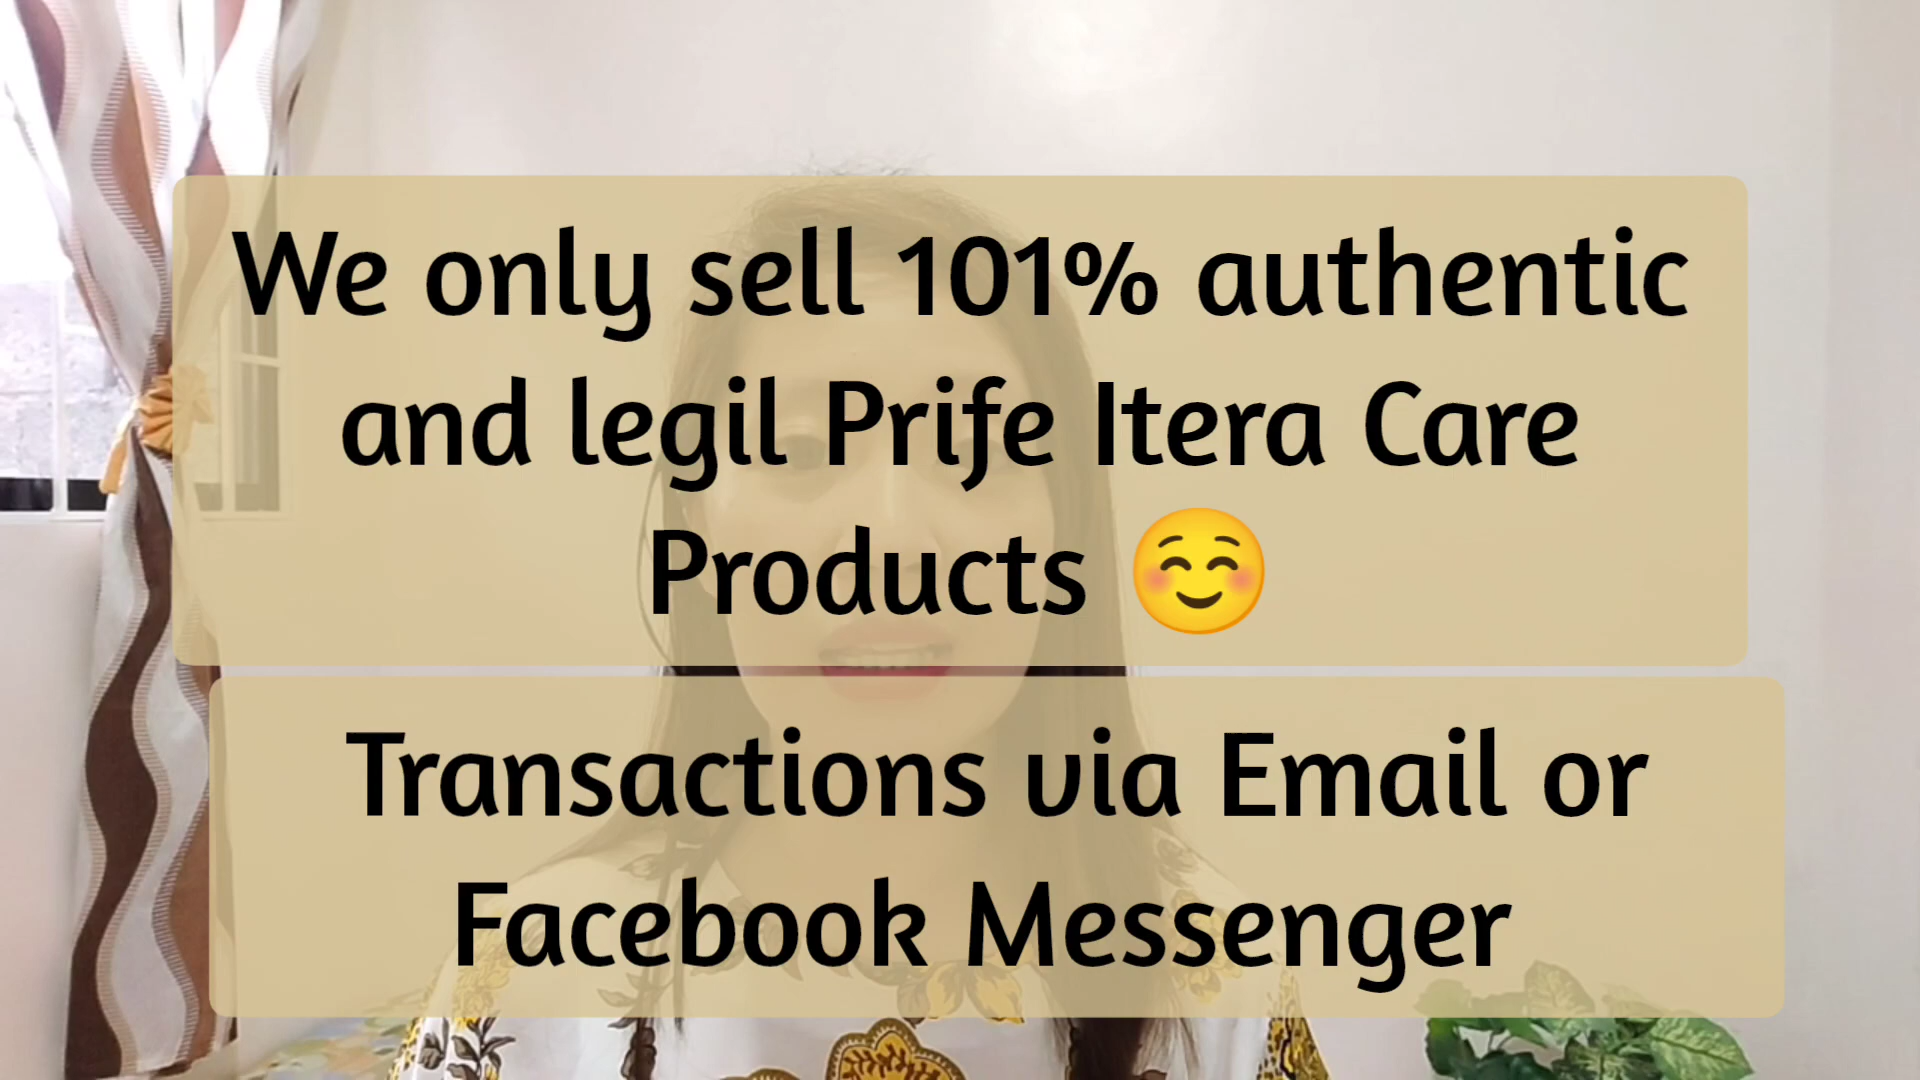 We only sell 101% authentic
and legil Prife Itera Care
Products ☺️
Transactions via Email or
Facebook Messenger